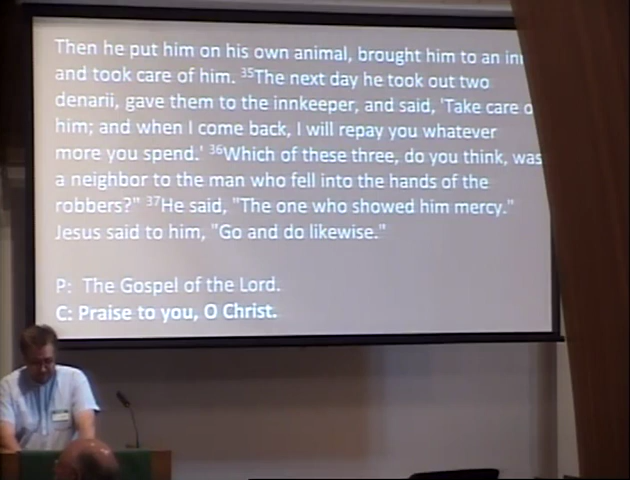 Then he put him on his own animal, brought him to an
and took care of him. ³⁵The next day he took out two
denarii, gave them to the innkeeper, and said, 'Take care
him; and when I come back, I will repay you whatever
more you spend.' ³⁶Which of these three, do you think, was
a neighbor to the man who fell into the hands of the
robbers?" ³⁷He said, "The one who showed him mercy."
Jesus said to him, "Go and do likewise."
P: The Gospel of the Lord.
C: Praise to you, O Christ.